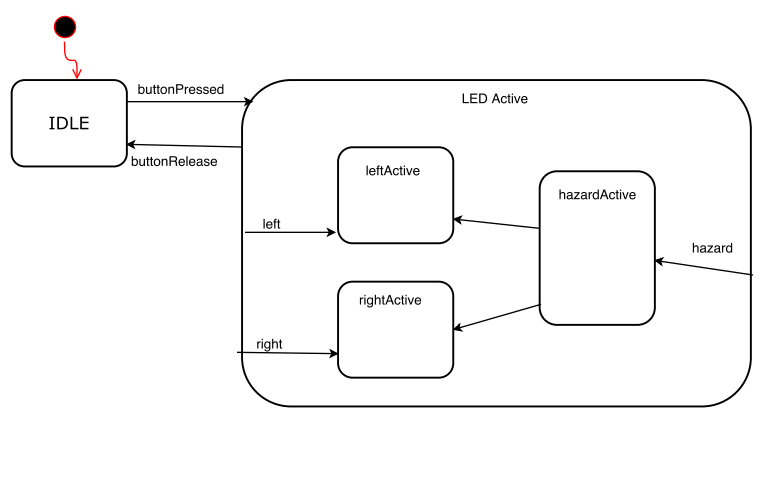 buttonPressed
LED Active
IDLE
buttonRelease
leftActive
hazardActive
left
hazard
rightActive
right